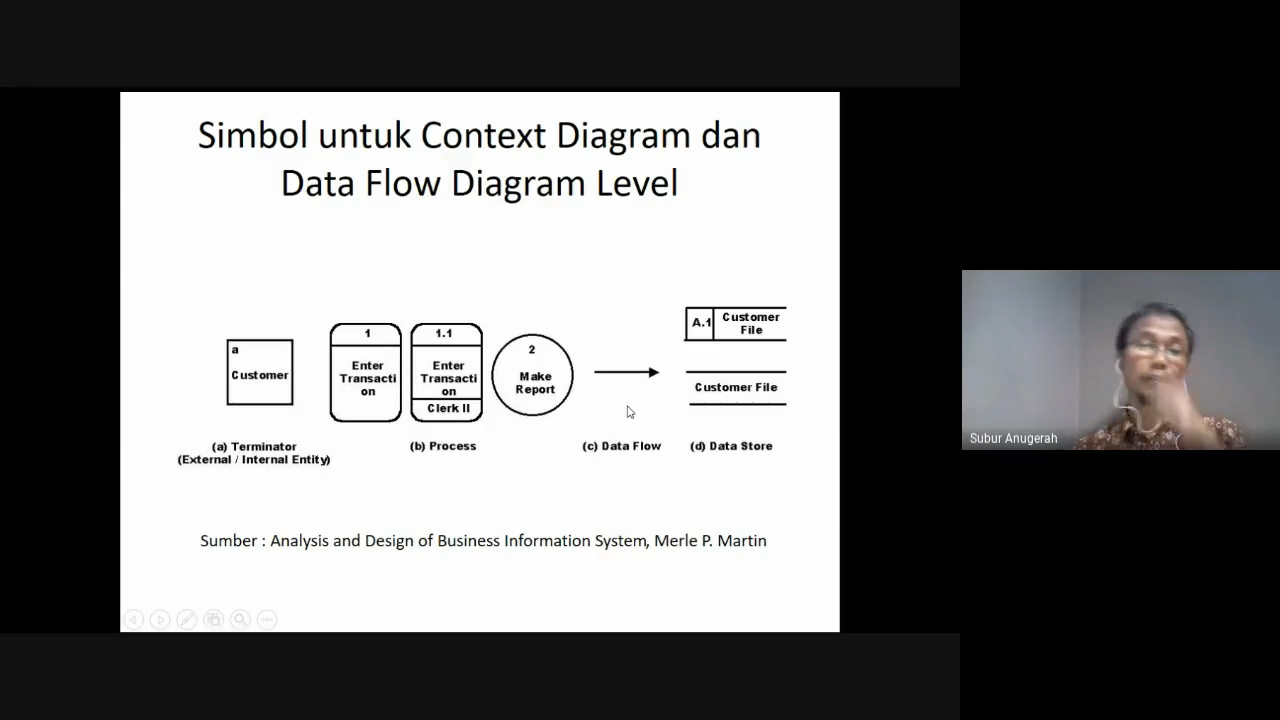 Simbol untuk Context Diagram dan
Data Flow Diagram Level
a
Customer
1
Enter
Transacti
on
1.1
Enter
Transacti
on
Clerk II
2
Make
Report
A.1
Customer
File
Customer File
(a) Terminator
(External / Internal Entity)
(b) Process
(c) Data Flow
(d) Data Store
Sumber : Analysis and Design of Business Information System, Merle P. Martin
Subur Anugerah